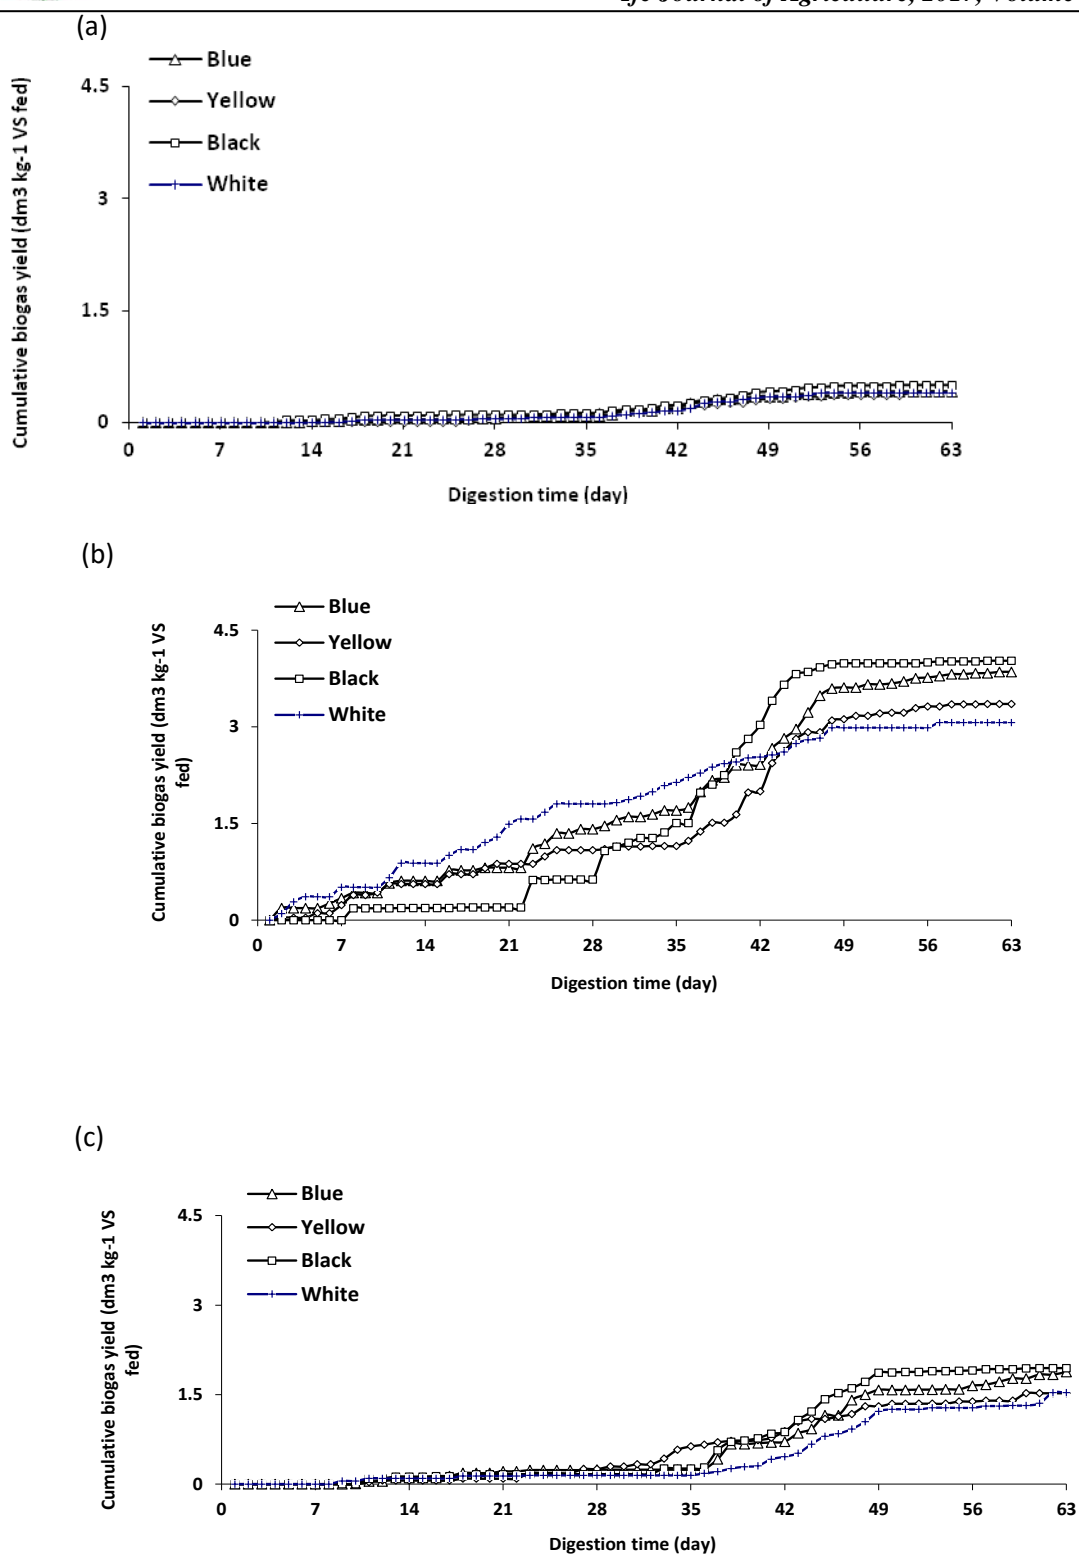 (a)
Blue
Yellow
Black
White
Cumulative biogas yield (dm3 kg-1 VS fed)
4.5
3
1.5
0
0 7 14 21 28 35 42 49 56 63
Digestion time (day)
(b)
Blue
Yellow
Black
White
Cumulative biogas yield (dm3 kg-1 VS
fed)
4.5
3
1.5
0
0 7 14 21 28 35 42 49 56 63
Digestion time (day)
(c)
Blue
Yellow
Black
White
Cumulative biogas yield (dm3 kg-1 VS
fed)
4.5
3
1.5
0
0 7 14 21 28 35 42 49 56 63
Digestion time (day)